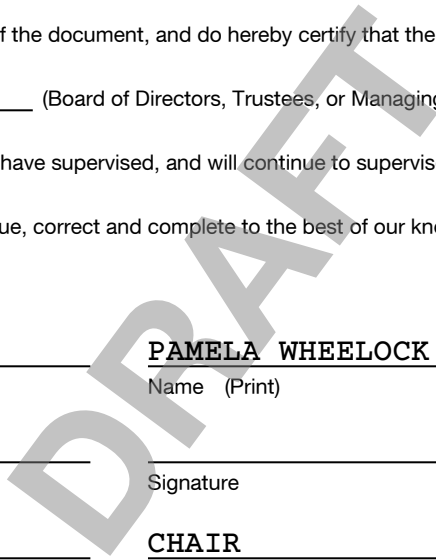 f the document, and do hereby certify that the
(Board of Directors, Trustees, or Managing
have supervised, and will continue to supervis
ue, correct and complete to the best of our kno
DRAFT
PAMELA WHEELOCK
Name (Print)
Signature
CHAIR